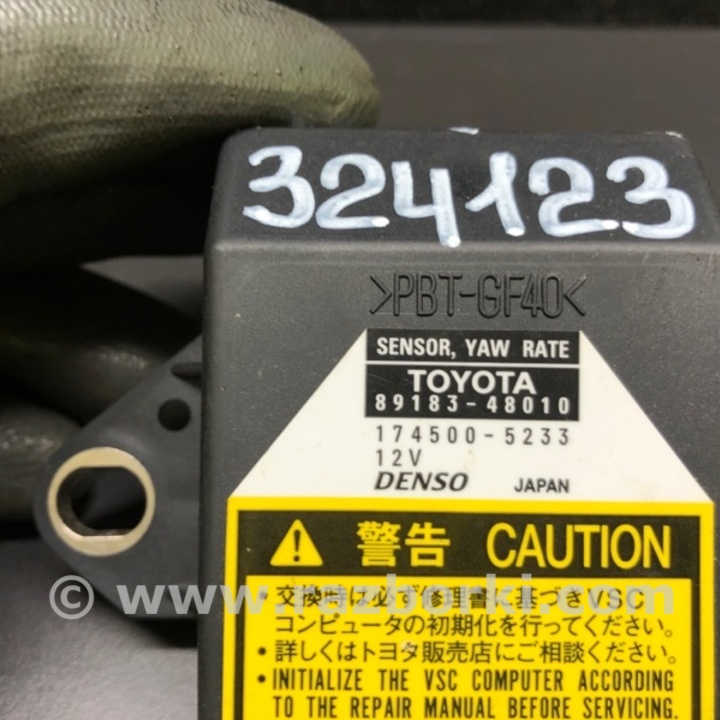 324123
>PBT-GF40<
SENSOR, YAW RATE
TOYOTA
89183-48010
174500-5233
12V
DENSO JAPAN
警告 CAUTION
・交換時は必ず修理書に基づきVSC
コンピュータの初期化を行ってください。
・詳しくはトヨタ販売店にご相談ください。
・INITIALIZE THE VSC COMPUTER ACCORDING
TO THE REPAIR MANUAL BEFORE SERVICING.
© www.razborki.com